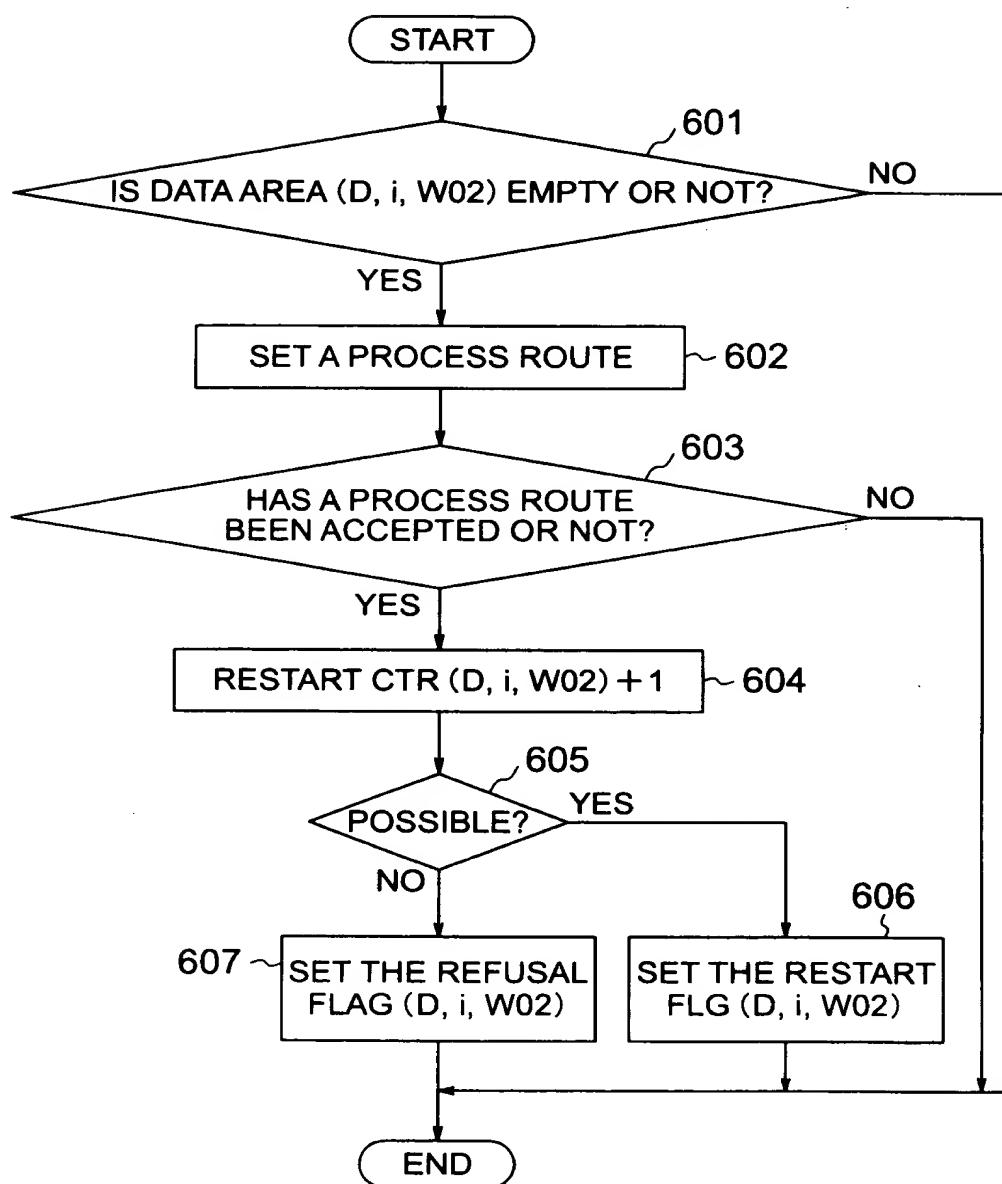 START
601
IS DATA AREA (D, i, W02) EMPTY OR NOT?
NO
YES
SET A PROCESS ROUTE
602
603
HAS A PROCESS ROUTE
BEEN ACCEPTED OR NOT?
NO
YES
RESTART CTR (D, i, W02) + 1
604
605
POSSIBLE?
YES
NO
606
607
SET THE REFUSAL
FLAG (D, i, W02)
SET THE RESTART
FLG (D, i, W02)
END